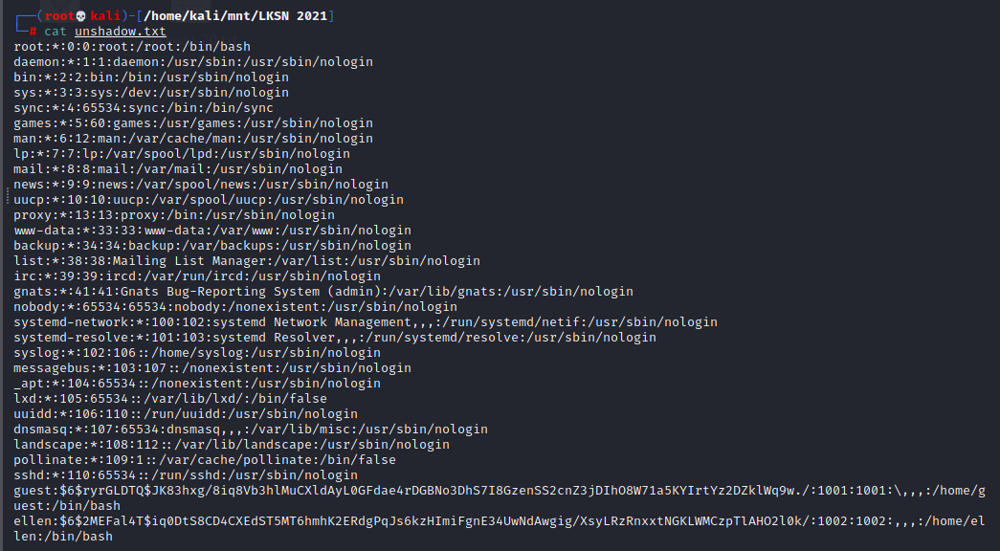 ┌──(root💀kali)-[/home/kali/mnt/LKSN 2021]
└─# cat unshadow.txt
root:*:0:0:root:/root:/bin/bash
daemon:*:1:1:daemon:/usr/sbin:/usr/sbin/nologin
bin:*:2:2:bin:/bin:/usr/sbin/nologin
sys:*:3:3:sys:/dev:/usr/sbin/nologin
sync:*:4:65534:sync:/bin:/bin/sync
games:*:5:60:games:/usr/games:/usr/sbin/nologin
man:*:6:12:man:/var/cache/man:/usr/sbin/nologin
lp:*:7:7:lp:/var/spool/lpd:/usr/sbin/nologin
mail:*:8:8:mail:/var/mail:/usr/sbin/nologin
news:*:9:9:news:/var/spool/news:/usr/sbin/nologin
uucp:*:10:10:uucp:/var/spool/uucp:/usr/sbin/nologin
proxy:*:13:13:proxy:/bin:/usr/sbin/nologin
www-data:*:33:33:www-data:/var/www:/usr/sbin/nologin
backup:*:34:34:backup:/var/backups:/usr/sbin/nologin
list:*:38:38:Mailing List Manager:/var/list:/usr/sbin/nologin
irc:*:39:39:ircd:/var/run/ircd:/usr/sbin/nologin
gnats:*:41:41:Gnats Bug-Reporting System (admin):/var/lib/gnats:/usr/sbin/nologin
nobody:*:65534:65534:nobody:/nonexistent:/usr/sbin/nologin
systemd-network:*:100:102:systemd Network Management,,,:/run/systemd/netif:/usr/sbin/nologin
systemd-resolve:*:101:103:systemd Resolver,,,:/run/systemd/resolve:/usr/sbin/nologin
syslog:*:102:106::/home/syslog:/usr/sbin/nologin
messagebus:*:103:107::/nonexistent:/usr/sbin/nologin
_apt:*:104:65534::/nonexistent:/usr/sbin/nologin
lxd:*:105:65534::/var/lib/lxd/:/bin/false
uuidd:*:106:110::/run/uuidd:/usr/sbin/nologin
dnsmasq:*:107:65534:dnsmasq,,,:/var/lib/misc:/usr/sbin/nologin
landscape:*:108:112::/var/lib/landscape:/usr/sbin/nologin
pollinate:*:109:1::/var/cache/pollinate:/bin/false
sshd:*:110:65534::/run/sshd:/usr/sbin/nologin
guest:$6$ryrGLDTQ$JK83hxg/8iq8Vb3hlMuCXldAyL0GFdae4rDGBNo3DhS7I8GzenSS2cnZ3jDIhO8W71a5KYIrtYz2DZklWq9w./:1001:1001:\,,,:/home/g
uest:/bin/bash
ellen:$6$2MEFal4T$iq0DtS8CD4CXEdST5MT6hmhK2ERdgPqJs6kzHImiFgnE34UwNdAwgig/XsyLRzRnxxtNGKLWMCzpTlAHO2l0k/:1002:1002:,,,:/home/el
len:/bin/bash